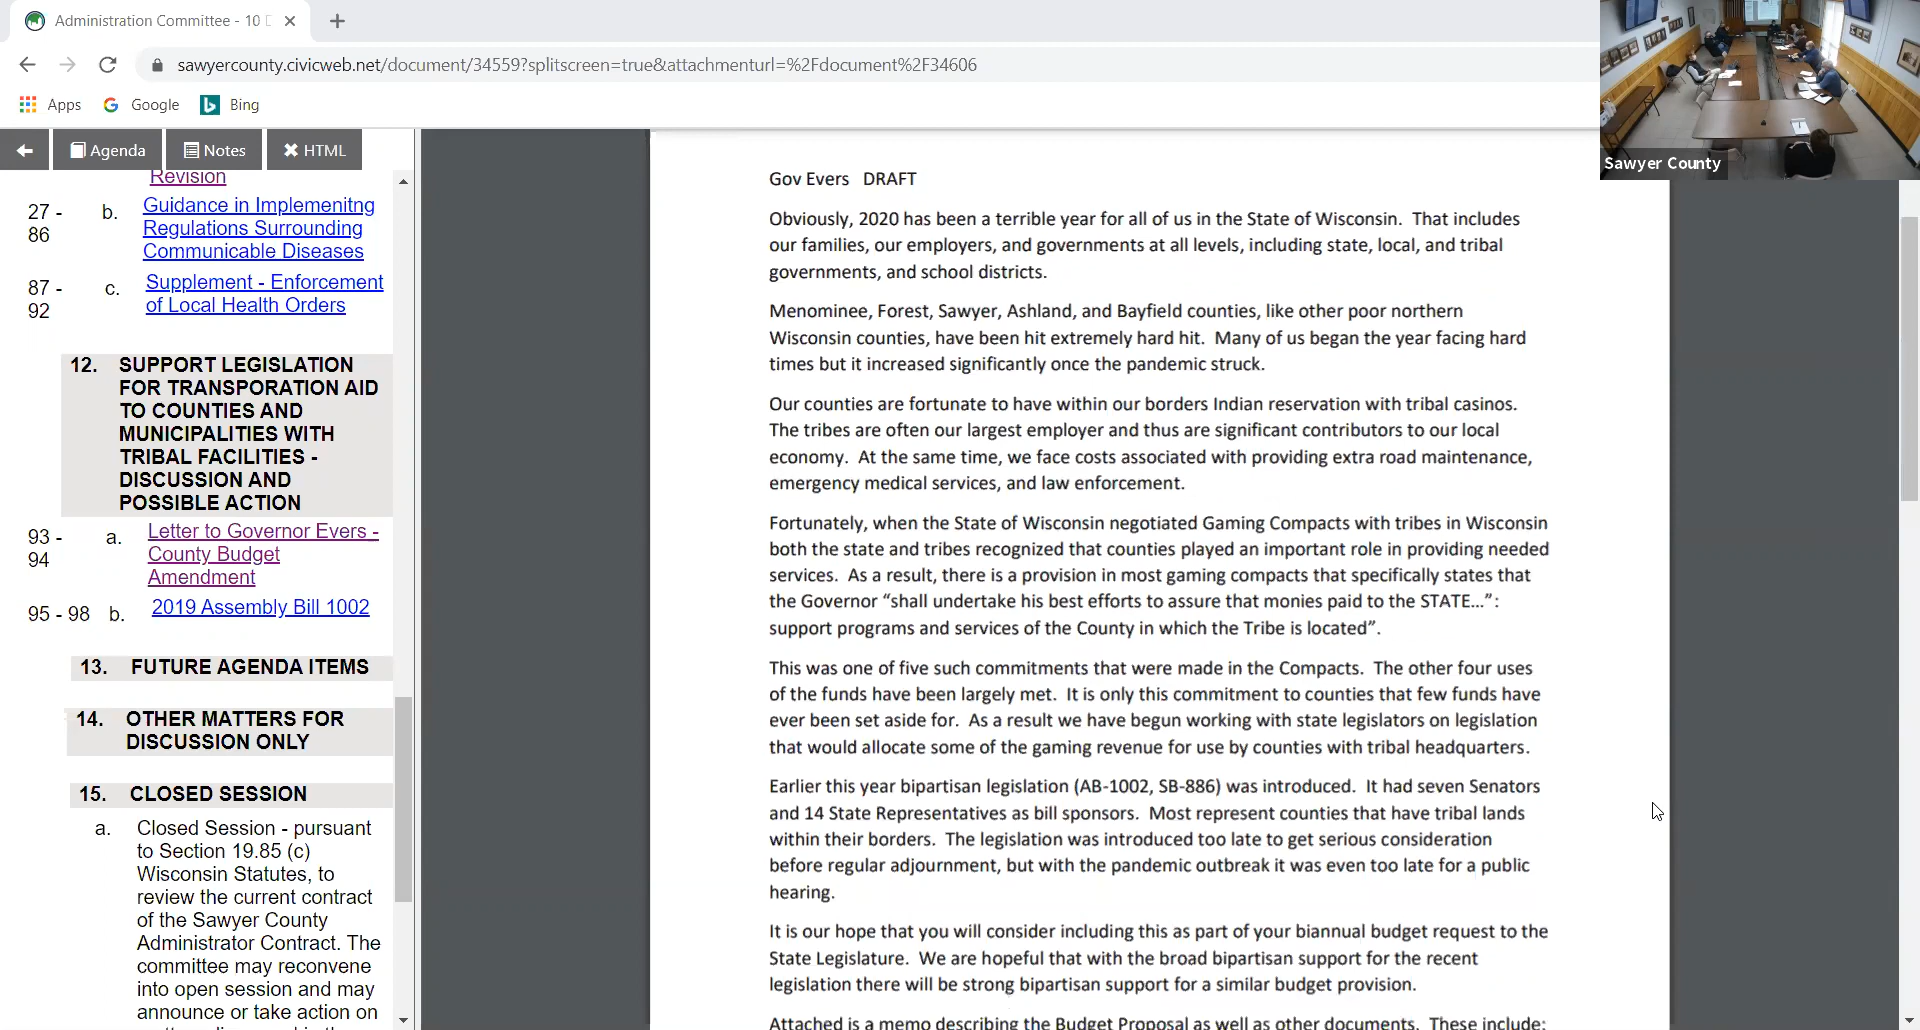 Administration Committee - 10 D
sawyercounty.civicweb.net/document/34559?splitscreen=true&attachmenturl=%2Fdocument%2F34606
Apps Google Bing
Agenda Notes HTML
Revision
27 - 86 b. Guidance in Implemenitng
Regulations Surrounding
Communicable Diseases
87 - 92 c. Supplement - Enforcement
of Local Health Orders
12. SUPPORT LEGISLATION
FOR TRANSPORATION AID
TO COUNTIES AND
MUNICIPALITIES WITH
TRIBAL FACILITIES -
DISCUSSION AND
POSSIBLE ACTION
93 - 94 a. Letter to Governor Evers -
County Budget
Amendment
95 - 98 b. 2019 Assembly Bill 1002
13. FUTURE AGENDA ITEMS
14. OTHER MATTERS FOR
DISCUSSION ONLY
15. CLOSED SESSION
a. Closed Session - pursuant
to Section 19.85 (c)
Wisconsin Statutes, to
review the current contract
of the Sawyer County
Administrator Contract. The
committee may reconvene
into open session and may
announce or take action on
Gov Evers DRAFT
Obviously, 2020 has been a terrible year for all of us in the State of Wisconsin. That includes
our families, our employers, and governments at all levels, including state, local, and tribal
governments, and school districts.
Menominee, Forest, Sawyer, Ashland, and Bayfield counties, like other poor northern
Wisconsin counties, have been hit extremely hard hit. Many of us began the year facing hard
times but it increased significantly once the pandemic struck.
Our counties are fortunate to have within our borders Indian reservation with tribal casinos.
The tribes are often our largest employer and thus are significant contributors to our local
economy. At the same time, we face costs associated with providing extra road maintenance,
emergency medical services, and law enforcement.
Fortunately, when the State of Wisconsin negotiated Gaming Compacts with tribes in Wisconsin
both the state and tribes recognized that counties played an important role in providing needed
services. As a result, there is a provision in most gaming compacts that specifically states that
the Governor “shall undertake his best efforts to assure that monies paid to the STATE...”:
support programs and services of the County in which the Tribe is located”.
This was one of five such commitments that were made in the Compacts. The other four uses
of the funds have been largely met. It is only this commitment to counties that few funds have
ever been set aside for. As a result we have begun working with state legislators on legislation
that would allocate some of the gaming revenue for use by counties with tribal headquarters.
Earlier this year bipartisan legislation (AB-1002, SB-886) was introduced. It had seven Senators
and 14 State Representatives as bill sponsors. Most represent counties that have tribal lands
within their borders. The legislation was introduced too late to get serious consideration
before regular adjournment, but with the pandemic outbreak it was even too late for a public
hearing.
It is our hope that you will consider including this as part of your biannual budget request to the
State Legislature. We are hopeful that with the broad bipartisan support for the recent
legislation there will be strong bipartisan support for a similar budget provision.
Attached is a memo describing the Budget Proposal as well as other documents. These include:
Sawyer County